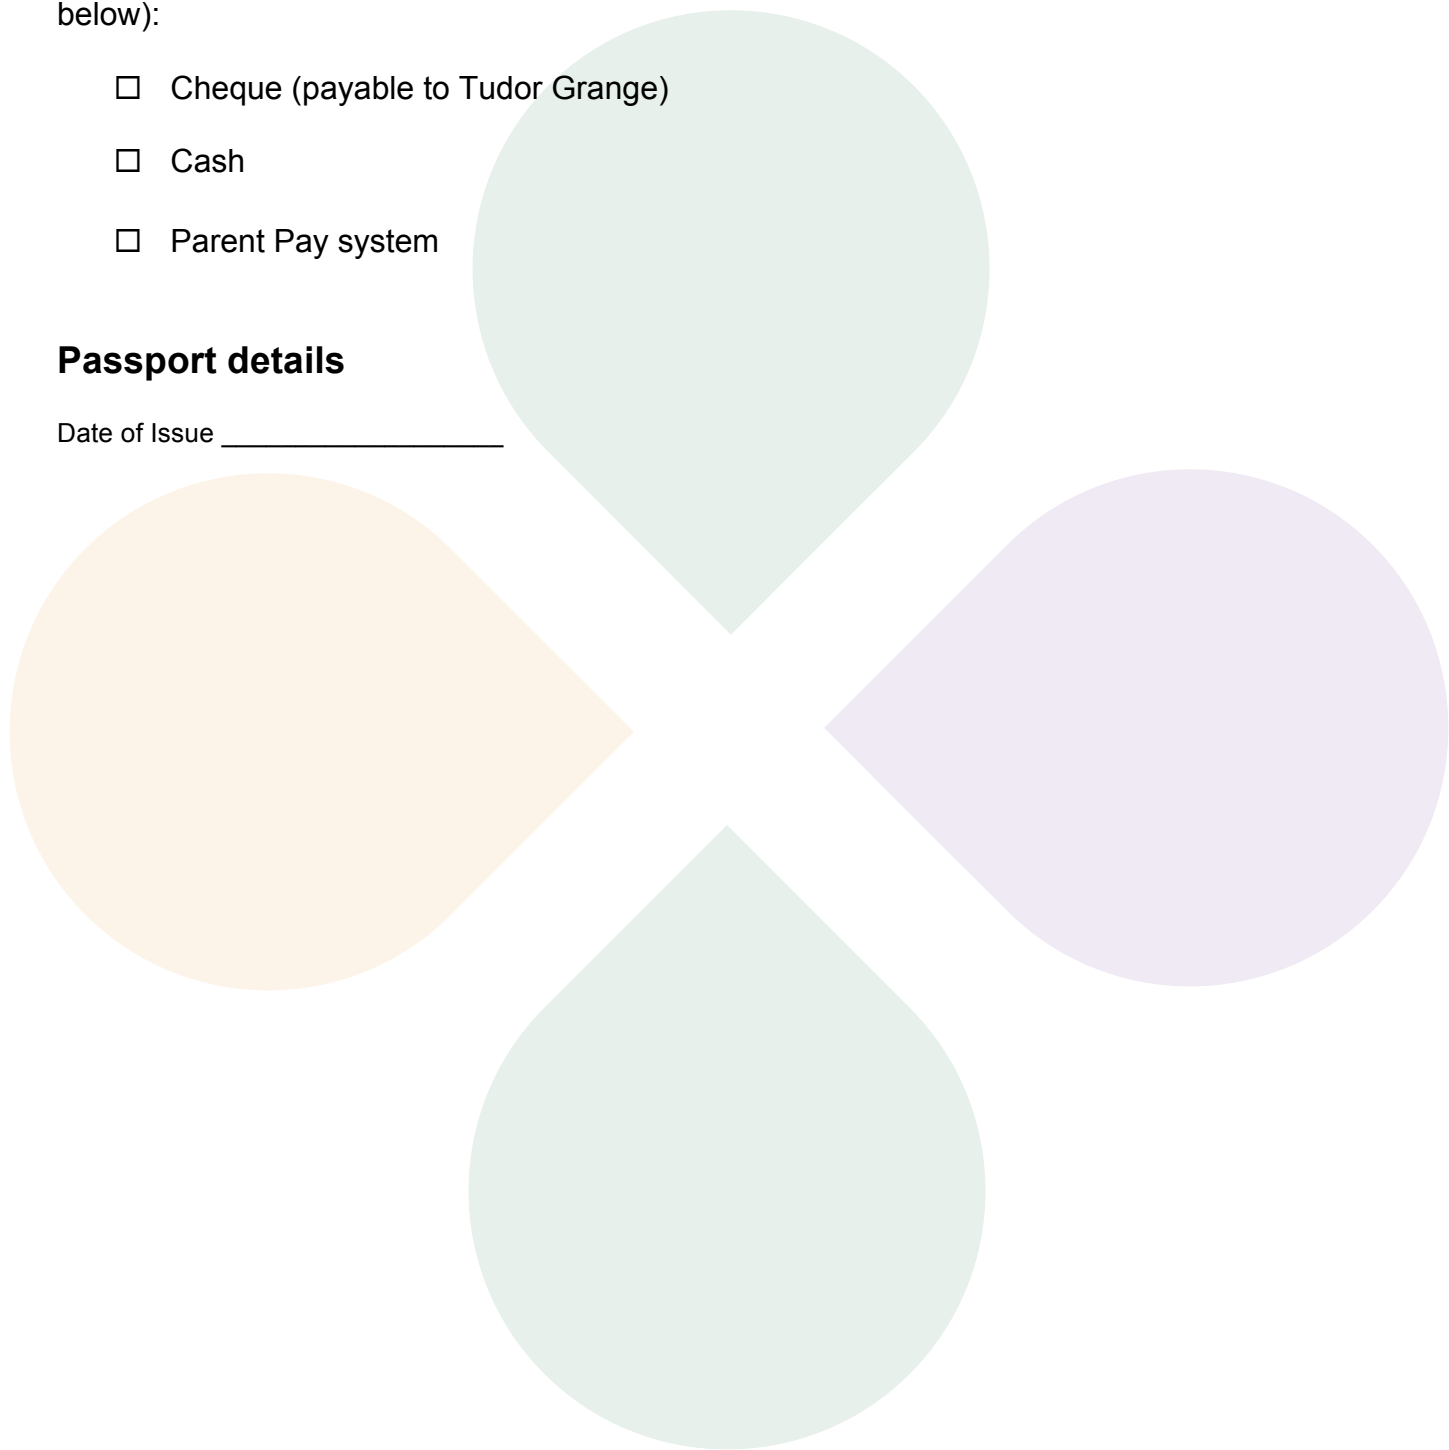 below):
☐ Cheque (payable to Tudor Grange)
☐ Cash
☐ Parent Pay system
Passport details
Date of Issue ___________________